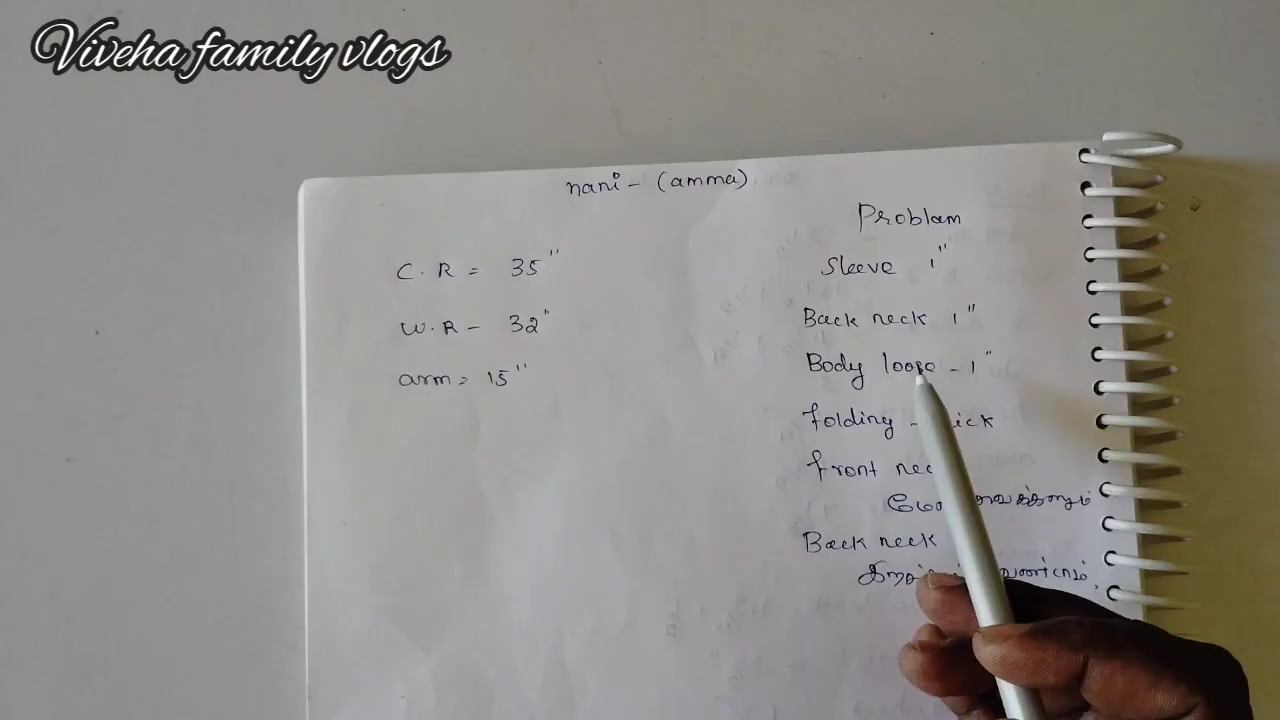 Viveha family vlogs
nani - (amma)
C.R = 35"
W.R - 32"
arm = 15"
Problam
Sleeve 1"
Back neck 1"
Body loose - 1"
folding -
front
Back neck